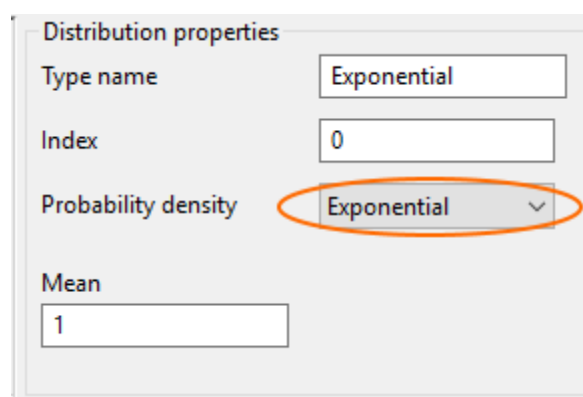 Distribution properties
Type name Exponential
Index 0
Probability density Exponential
Mean
1